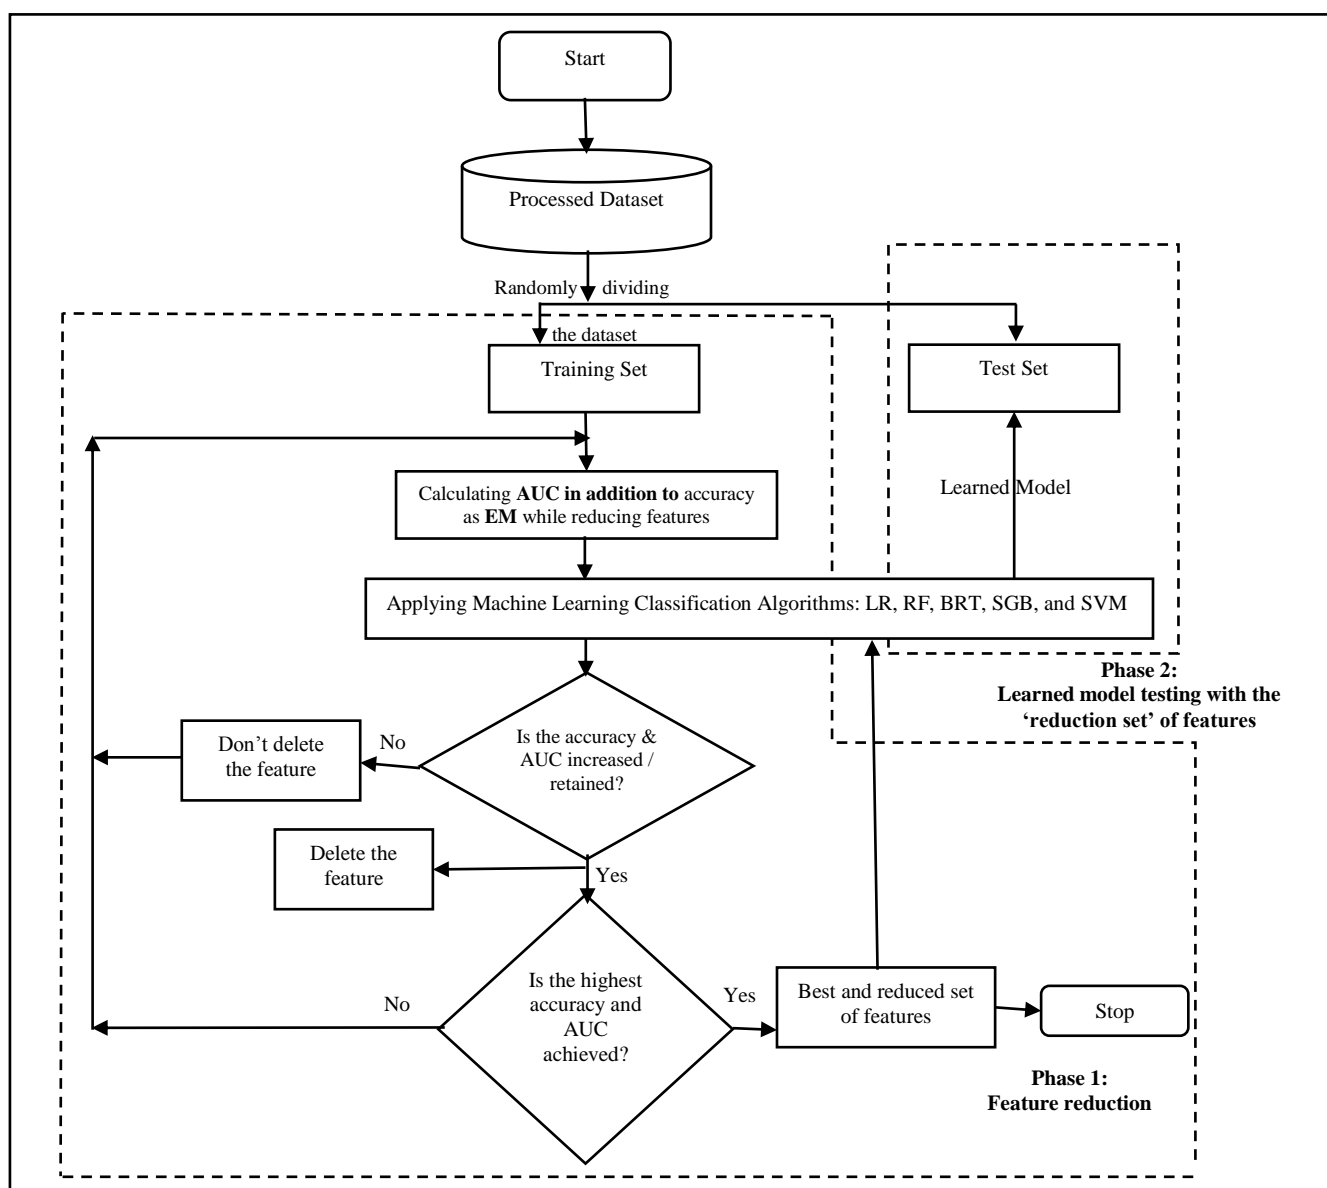 Start
Processed Dataset
Randomly dividing
the dataset
Training Set
Test Set
Calculating AUC in addition to accuracy
as EM while reducing features
Learned Model
Applying Machine Learning Classification Algorithms: LR, RF, BRT, SGB, and SVM
Phase 2:
Learned model testing with the
‘reduction set’ of features
Is the accuracy &
AUC increased /
retained?
No
Don’t delete
the feature
Delete the
feature
Yes
Is the highest
accuracy and
AUC
achieved?
No
Yes
Best and reduced set
of features
Stop
Phase 1:
Feature reduction